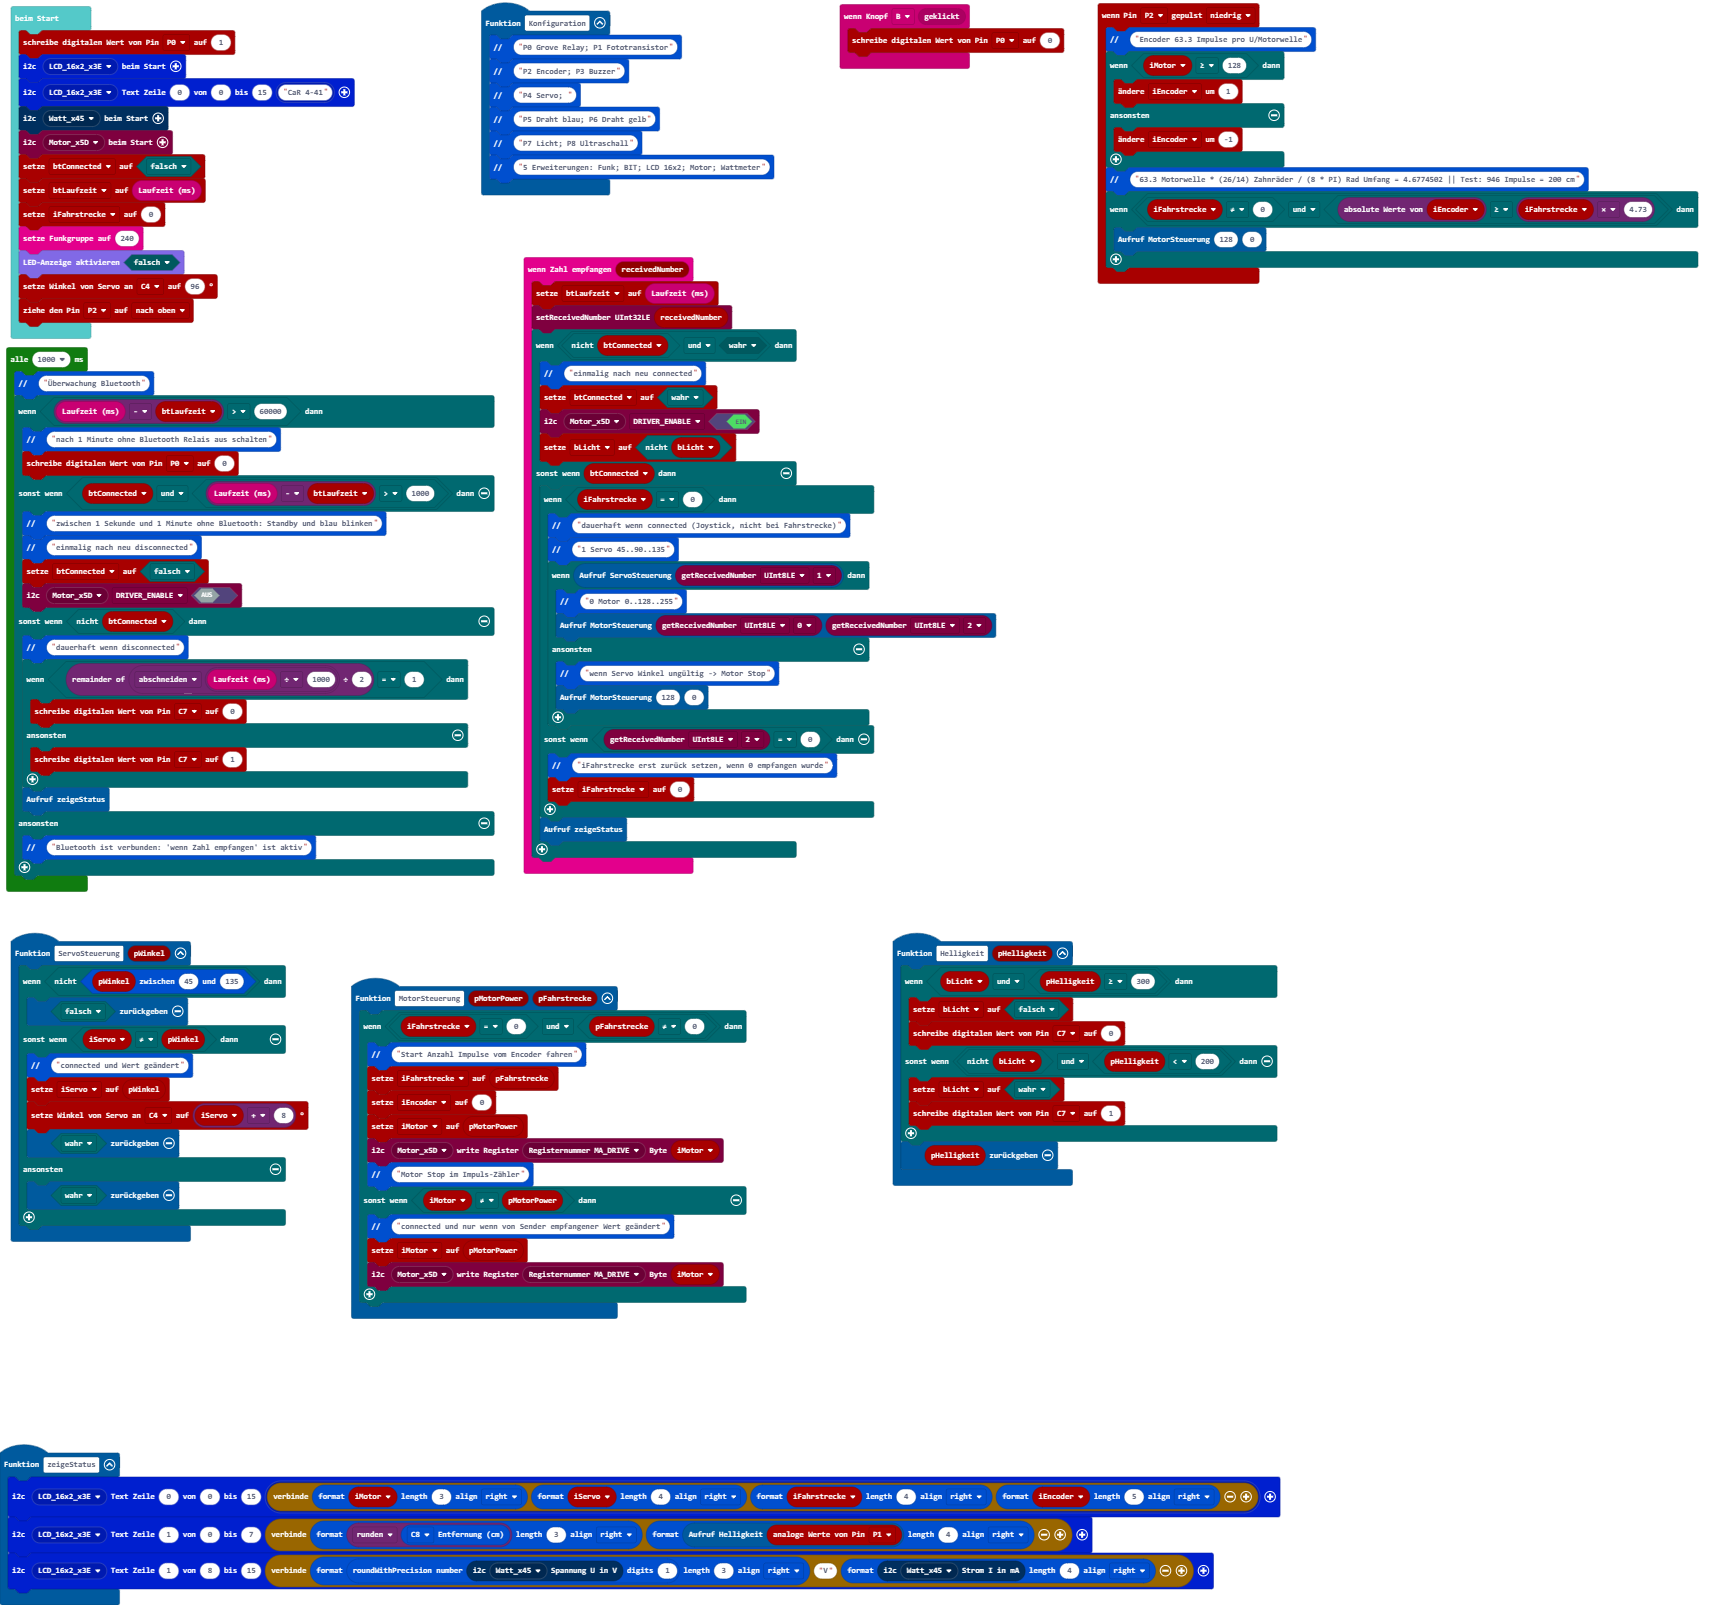 beim Start
schreibe digitalen Wert von Pin P0 auf 1
i2c LCD_16x2_x3E beim Start
i2c LCD_16x2_x3E Text Zeile 0 von 0 bis 15 "CaR 4-41"
i2c Watt_x45 beim Start
i2c Motor_x5D beim Start
setze btConnected auf falsch
setze btLaufzeit auf Laufzeit (ms)
setze iFahrstrecke auf 0
setze Funkgruppe auf 240
LED-Anzeige aktivieren falsch
setze Winkel von Servo an C4 auf 96 °
ziehe den Pin P2 auf nach oben
Funktion Konfiguration
// "P0 Grove Relay; P1 Fototransistor"
// "P2 Encoder; P3 Buzzer"
// "P4 Servo; "
// "P5 Draht blau; P6 Draht gelb"
// "P7 Licht; P8 Ultraschall"
// "5 Erweiterungen: Funk; BIT; LCD 16x2; Motor; Wattmeter"
wenn Knopf B geklickt
schreibe digitalen Wert von Pin P0 auf 0
wenn Pin P2 gepulst niedrig
// "Encoder 63.3 Impulse pro U/Motorwelle"
wenn iMotor ≥ 128 dann
ändere iEncoder um 1
ansonsten
ändere iEncoder um -1
// "63.3 Motorwelle * (26/14) Zahnräder / (8 * PI) Rad Umfang = 4.6774502 || Test: 946 Impulse = 200 cm"
wenn iFahrstrecke ≠ 0 und absolute Werte von iEncoder ≥ iFahrstrecke × 4.73 dann
Aufruf MotorSteuerung 128 0
alle 1000 ms
// "Überwachung Bluetooth"
wenn Laufzeit (ms) - btLaufzeit > 60000 dann
// "nach 1 Minute ohne Bluetooth Relais aus schalten"
schreibe digitalen Wert von Pin P0 auf 0
sonst wenn btConnected und Laufzeit (ms) - btLaufzeit > 1000 dann
// "zwischen 1 Sekunde und 1 Minute ohne Bluetooth: Standby und blau blinken"
// "einmalig nach neu disconnected"
setze btConnected auf falsch
i2c Motor_x5D DRIVER_ENABLE AUS
sonst wenn nicht btConnected dann
// "dauerhaft wenn disconnected"
wenn remainder of abschneiden Laufzeit (ms) ÷ 1000 ÷ 2 = 1 dann
schreibe digitalen Wert von Pin C7 auf 0
ansonsten
schreibe digitalen Wert von Pin C7 auf 1
Aufruf zeigeStatus
ansonsten
// "Bluetooth ist verbunden: 'wenn Zahl empfangen' ist aktiv"
wenn Zahl empfangen receivedNumber
setze btLaufzeit auf Laufzeit (ms)
setReceivedNumber UInt32LE receivedNumber
wenn nicht btConnected und wahr dann
// "einmalig nach neu connected"
setze btConnected auf wahr
i2c Motor_x5D DRIVER_ENABLE EIN
setze bLicht auf nicht bLicht
sonst wenn btConnected dann
wenn iFahrstrecke = 0 dann
// "dauerhaft wenn connected (Joystick, nicht bei Fahrstrecke)"
// "1 Servo 45..90..135"
wenn Aufruf ServoSteuerung getReceivedNumber UInt8LE 1 dann
// "0 Motor 0..128..255"
Aufruf MotorSteuerung getReceivedNumber UInt8LE 0 getReceivedNumber UInt8LE 2
ansonsten
// "wenn Servo Winkel ungültig -> Motor Stop"
Aufruf MotorSteuerung 128 0
sonst wenn getReceivedNumber UInt8LE 2 = 0 dann
// "iFahrstrecke erst zurück setzen, wenn 0 empfangen wurde"
setze iFahrstrecke auf 0
Aufruf zeigeStatus
Funktion ServoSteuerung pWinkel
wenn nicht pWinkel zwischen 45 und 135 dann
falsch zurückgeben
sonst wenn iServo ≠ pWinkel dann
// "connected und Wert geändert"
setze iServo auf pWinkel
setze Winkel von Servo an C4 auf iServo + 8 °
wahr zurückgeben
ansonsten
wahr zurückgeben
Funktion MotorSteuerung pMotorPower pFahrstrecke
wenn iFahrstrecke = 0 und pFahrstrecke ≠ 0 dann
// "Start Anzahl Impulse vom Encoder fahren"
setze iFahrstrecke auf pFahrstrecke
setze iEncoder auf 0
setze iMotor auf pMotorPower
i2c Motor_x5D write Register Registernummer MA_DRIVE Byte iMotor
// "Motor Stop im Impuls-Zähler"
sonst wenn iMotor ≠ pMotorPower dann
// "connected und nur wenn von Sender empfangener Wert geändert"
setze iMotor auf pMotorPower
i2c Motor_x5D write Register Registernummer MA_DRIVE Byte iMotor
Funktion Helligkeit pHelligkeit
wenn bLicht und pHelligkeit ≥ 300 dann
setze bLicht auf falsch
schreibe digitalen Wert von Pin C7 auf 0
sonst wenn nicht bLicht und pHelligkeit < 200 dann
setze bLicht auf wahr
schreibe digitalen Wert von Pin C7 auf 1
pHelligkeit zurückgeben
Funktion zeigeStatus
i2c LCD_16x2_x3E Text Zeile 0 von 0 bis 15 verbinde format iMotor length 3 align right format iServo length 4 align right format iFahrstrecke length 4 align right format iEncoder length 5 align right
i2c LCD_16x2_x3E Text Zeile 1 von 0 bis 7 verbinde format runden C8 Entfernung (cm) length 3 align right format Aufruf Helligkeit analoge Werte von Pin P1 length 4 align right
i2c LCD_16x2_x3E Text Zeile 1 von 8 bis 15 verbinde format roundWithPrecision number i2c Watt_x45 Spannung U in V digits 1 length 3 align right "V" format i2c Watt_x45 Strom I in mA length 4 align right